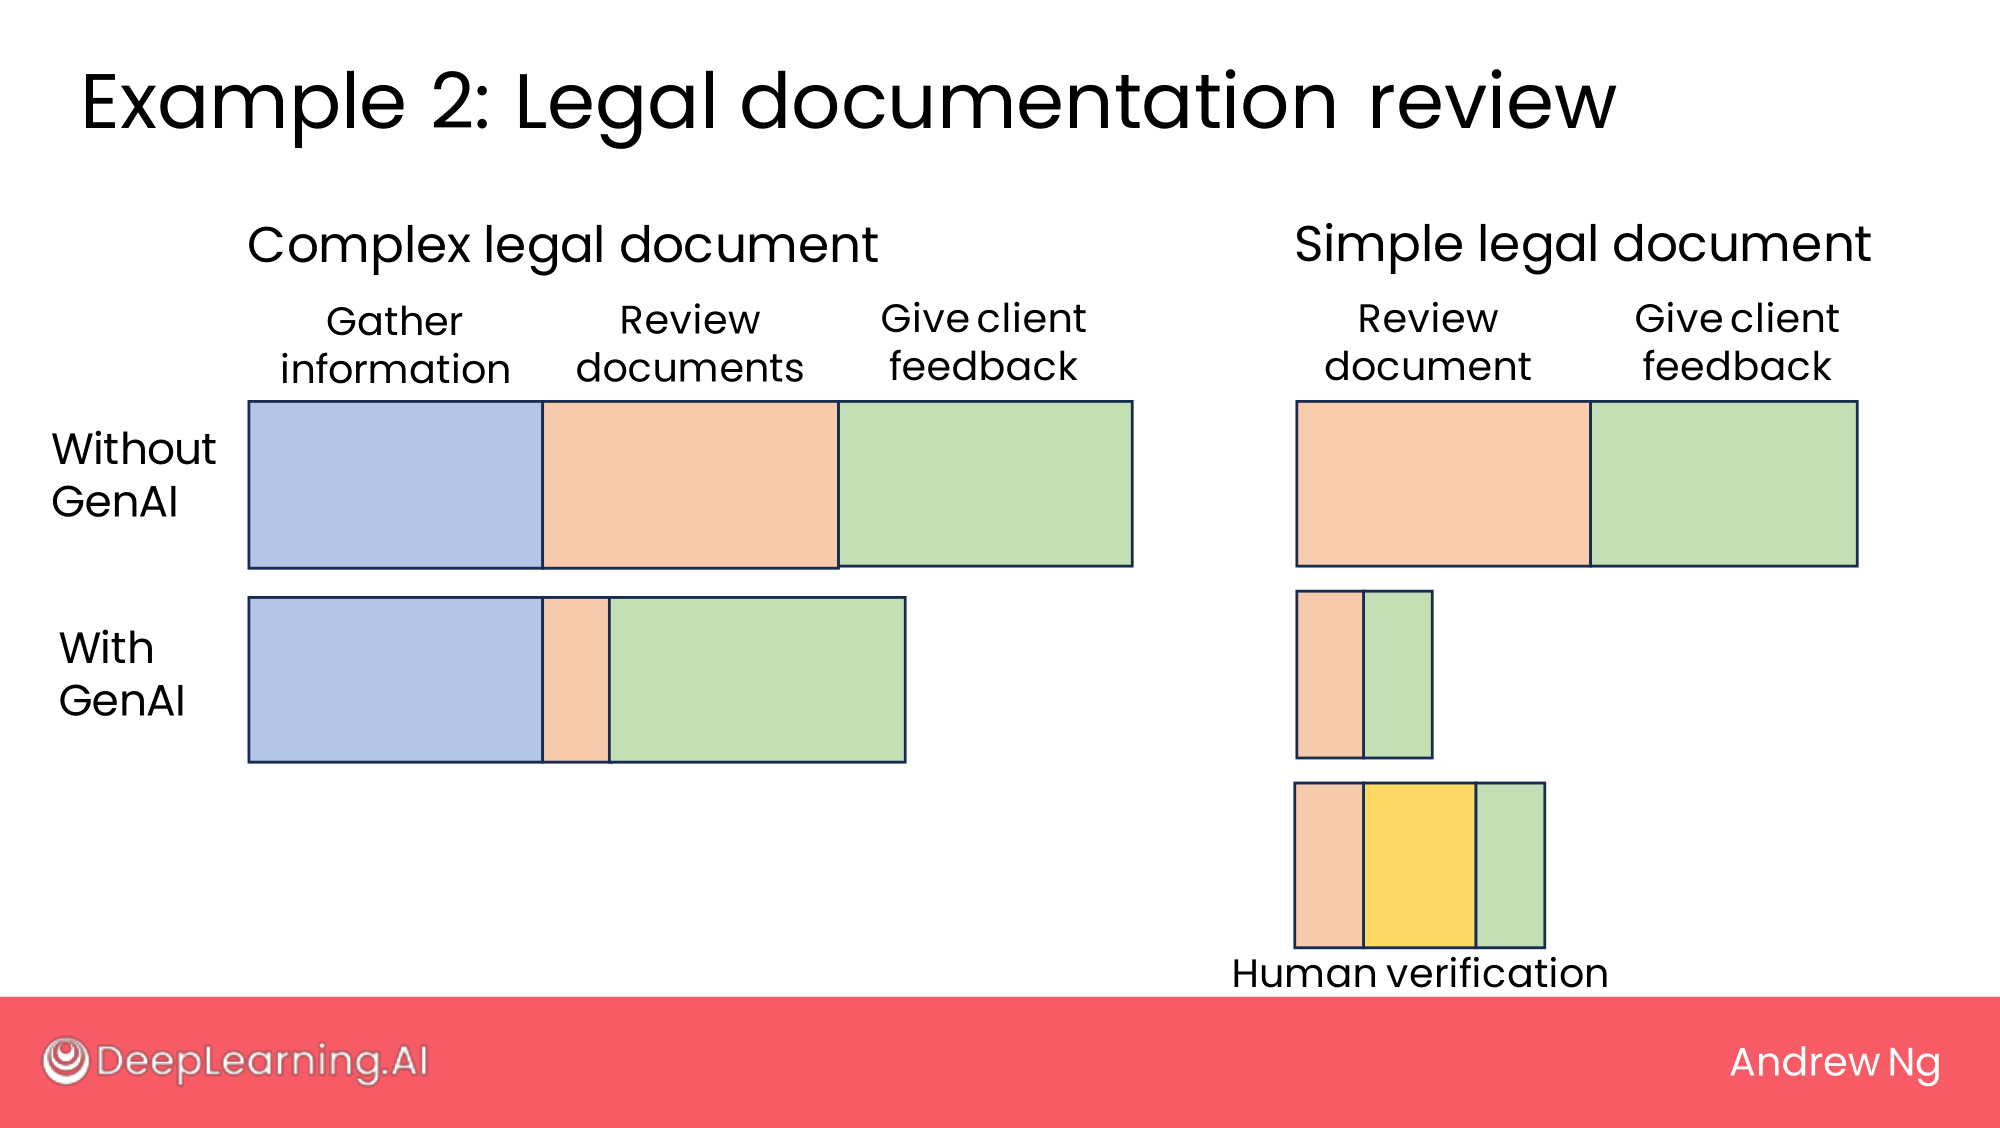 Example 2: Legal documentation review
Complex legal document
Gather
information
Review
documents
Give client
feedback
Without
GenAI
With
GenAI
Simple legal document
Review
document
Give client
feedback
Human verification
DeepLearning.AI
Andrew Ng